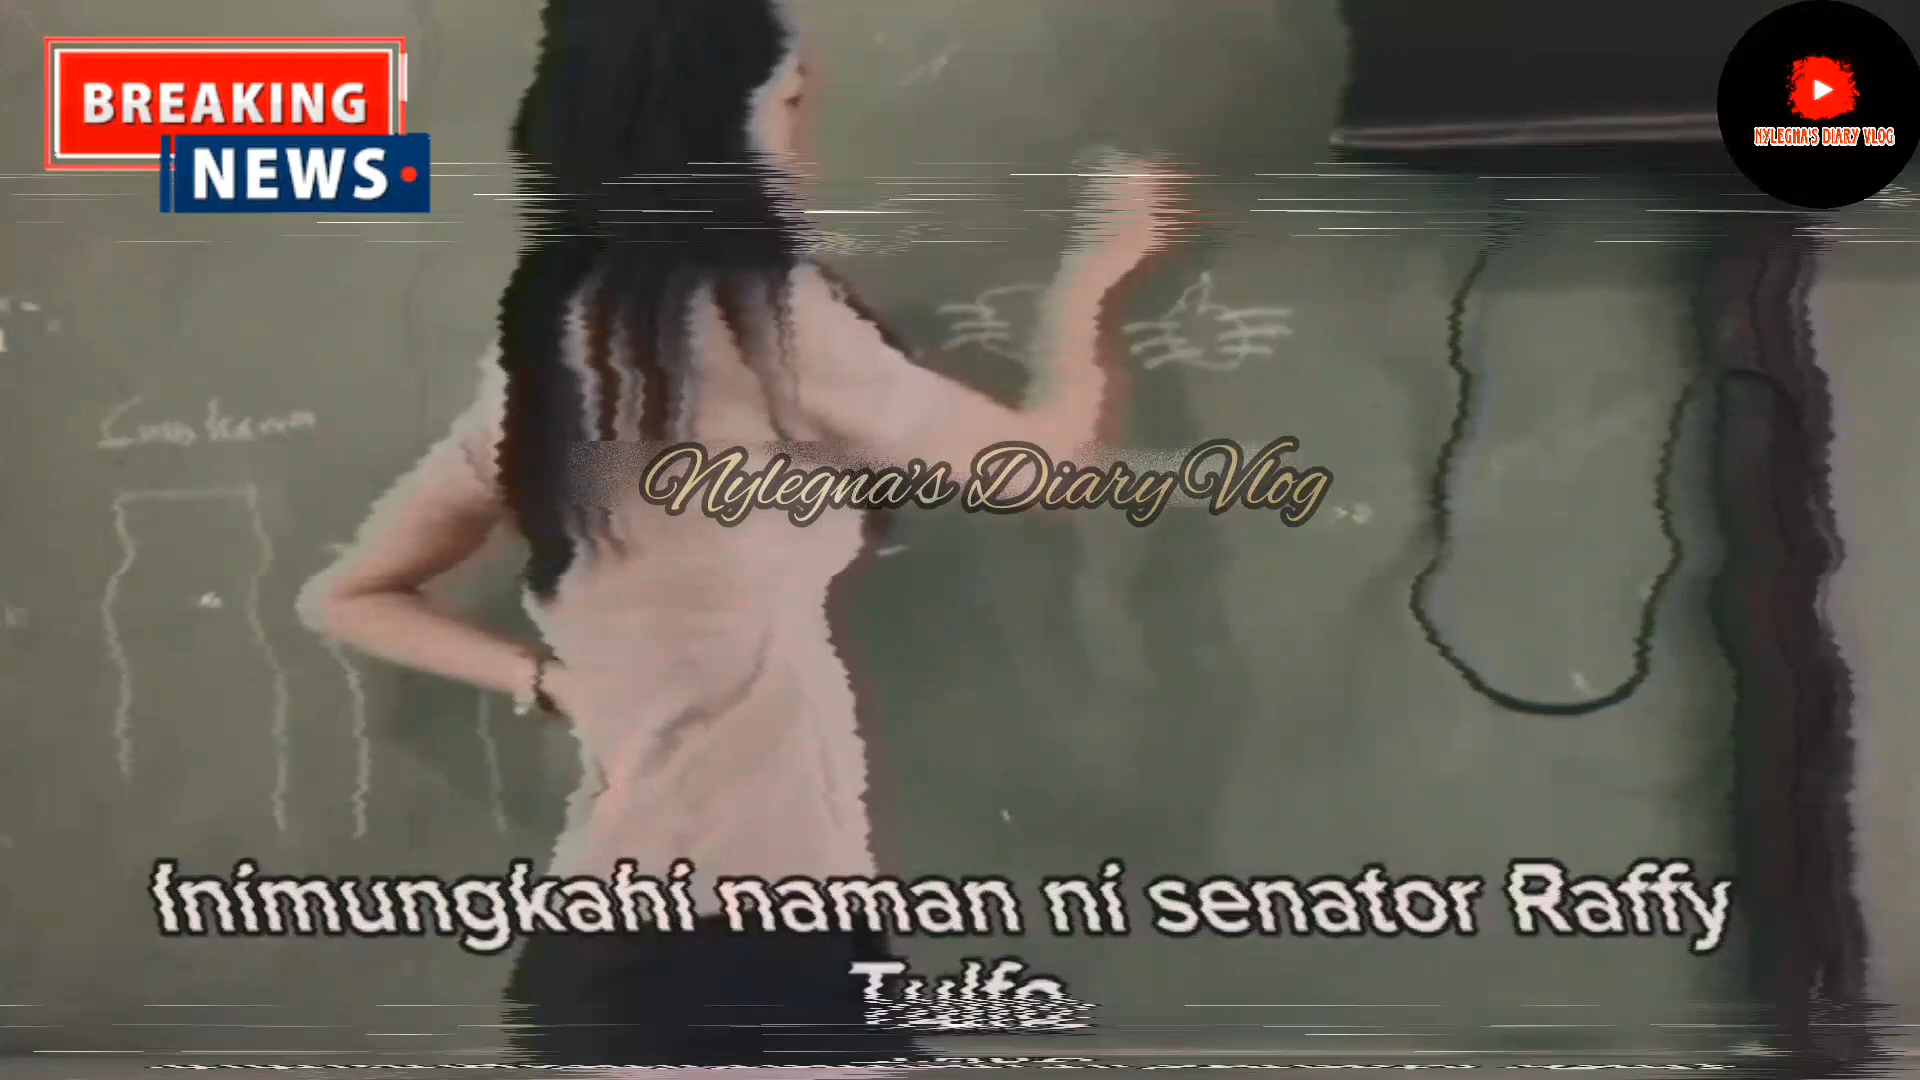 BREAKING
NEWS
NYLEGNA'S DIARY VLOG
Nylegna's Diary Vlog
Inimungkahi naman ni senator Raffy
Tulfo